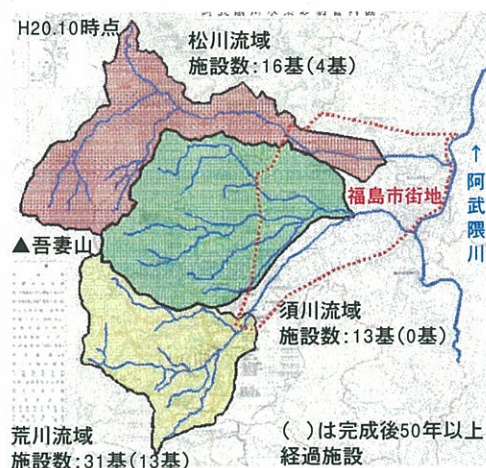 H20.10時点
松川流域
施設数:16基(4基)
福島市街地
↑阿武隈川
▲吾妻山
須川流域
施設数:13基(0基)
荒川流域
施設数:31基(13基)
( )は完成後50年以上
経過施設